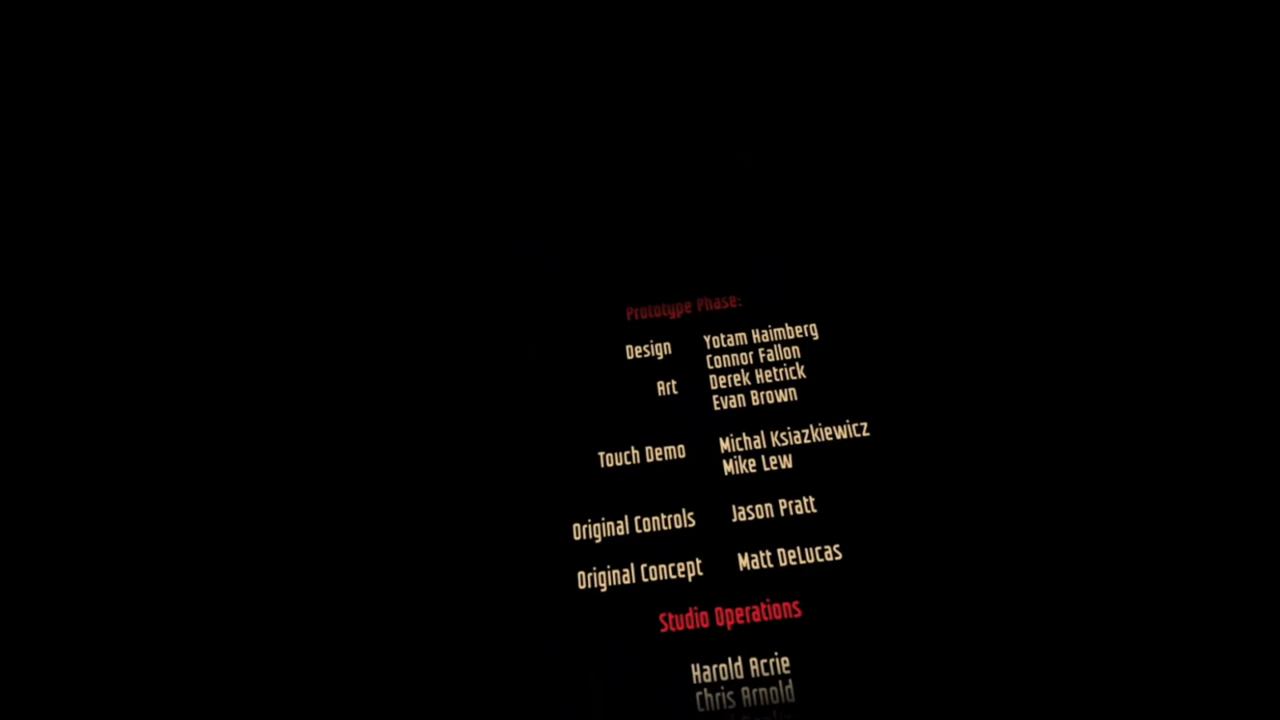 Prototype Phase:
Design Yotam Haimberg
Connor Fallon
Art Derek Hetrick
Evan Brown
Touch Demo Michal Ksiazkiewicz
Mike Lew
Original Controls Jason Pratt
Original Concept Matt DeLucas
Studio Operations
Harold Acrie
Chris Arnold